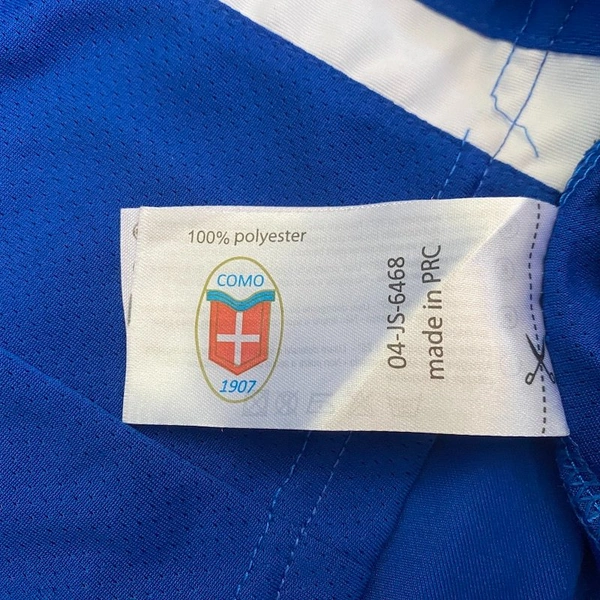 100% polyester
COMO
1907
04-JS-6468
made in PRC